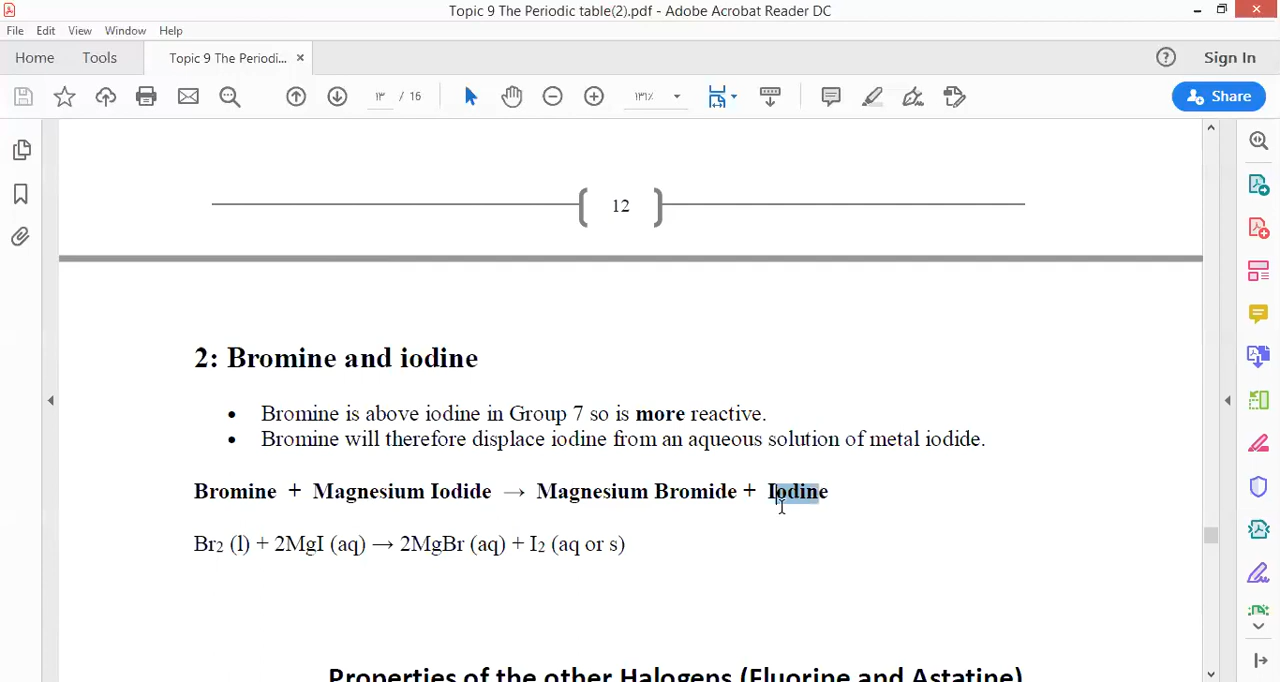 Topic 9 The Periodic table(2).pdf - Adobe Acrobat Reader DC
File Edit View Window Help
Home Tools Topic 9 The Periodi... ×
Sign In
١٣ / 16
١٣١٪
Share
12
2: Bromine and iodine
• Bromine is above iodine in Group 7 so is more reactive.
• Bromine will therefore displace iodine from an aqueous solution of metal iodide.
Bromine + Magnesium Iodide → Magnesium Bromide + Iodine
Br2 (l) + 2MgI (aq) → 2MgBr (aq) + I2 (aq or s)
Properties of the other Halogens (Fluorine and Astatine)